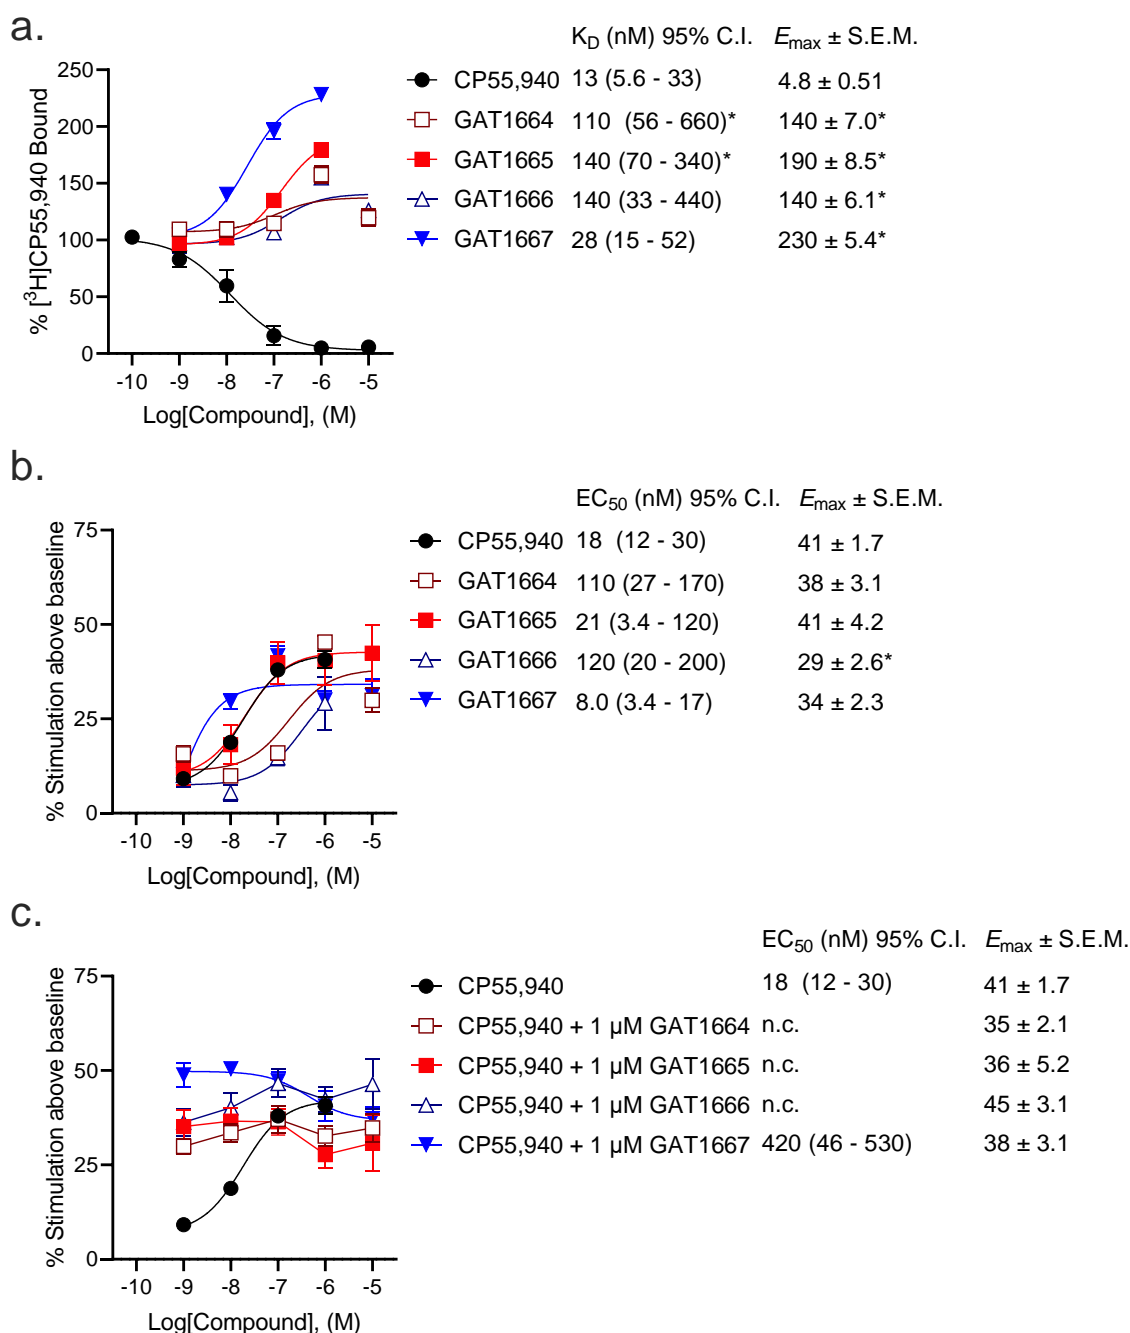 a.
K_D (nM) 95% C.I. E_max ± S.E.M.
CP55,940 13 (5.6 - 33) 4.8 ± 0.51
GAT1664 110 (56 - 660)* 140 ± 7.0*
GAT1665 140 (70 - 340)* 190 ± 8.5*
GAT1666 140 (33 - 440) 140 ± 6.1*
GAT1667 28 (15 - 52) 230 ± 5.4*
% [³H]CP55,940 Bound
250
200
150
100
50
0
-10 -9 -8 -7 -6 -5
Log[Compound], (M)
b.
EC₅₀ (nM) 95% C.I. E_max ± S.E.M.
CP55,940 18 (12 - 30) 41 ± 1.7
GAT1664 110 (27 - 170) 38 ± 3.1
GAT1665 21 (3.4 - 120) 41 ± 4.2
GAT1666 120 (20 - 200) 29 ± 2.6*
GAT1667 8.0 (3.4 - 17) 34 ± 2.3
% Stimulation above baseline
75
50
25
0
-10 -9 -8 -7 -6 -5
Log[Compound], (M)
c.
EC₅₀ (nM) 95% C.I. E_max ± S.E.M.
CP55,940 18 (12 - 30) 41 ± 1.7
CP55,940 + 1 µM GAT1664 n.c. 35 ± 2.1
CP55,940 + 1 µM GAT1665 n.c. 36 ± 5.2
CP55,940 + 1 µM GAT1666 n.c. 45 ± 3.1
CP55,940 + 1 µM GAT1667 420 (46 - 530) 38 ± 3.1
% Stimulation above baseline
75
50
25
0
-10 -9 -8 -7 -6 -5
Log[Compound], (M)